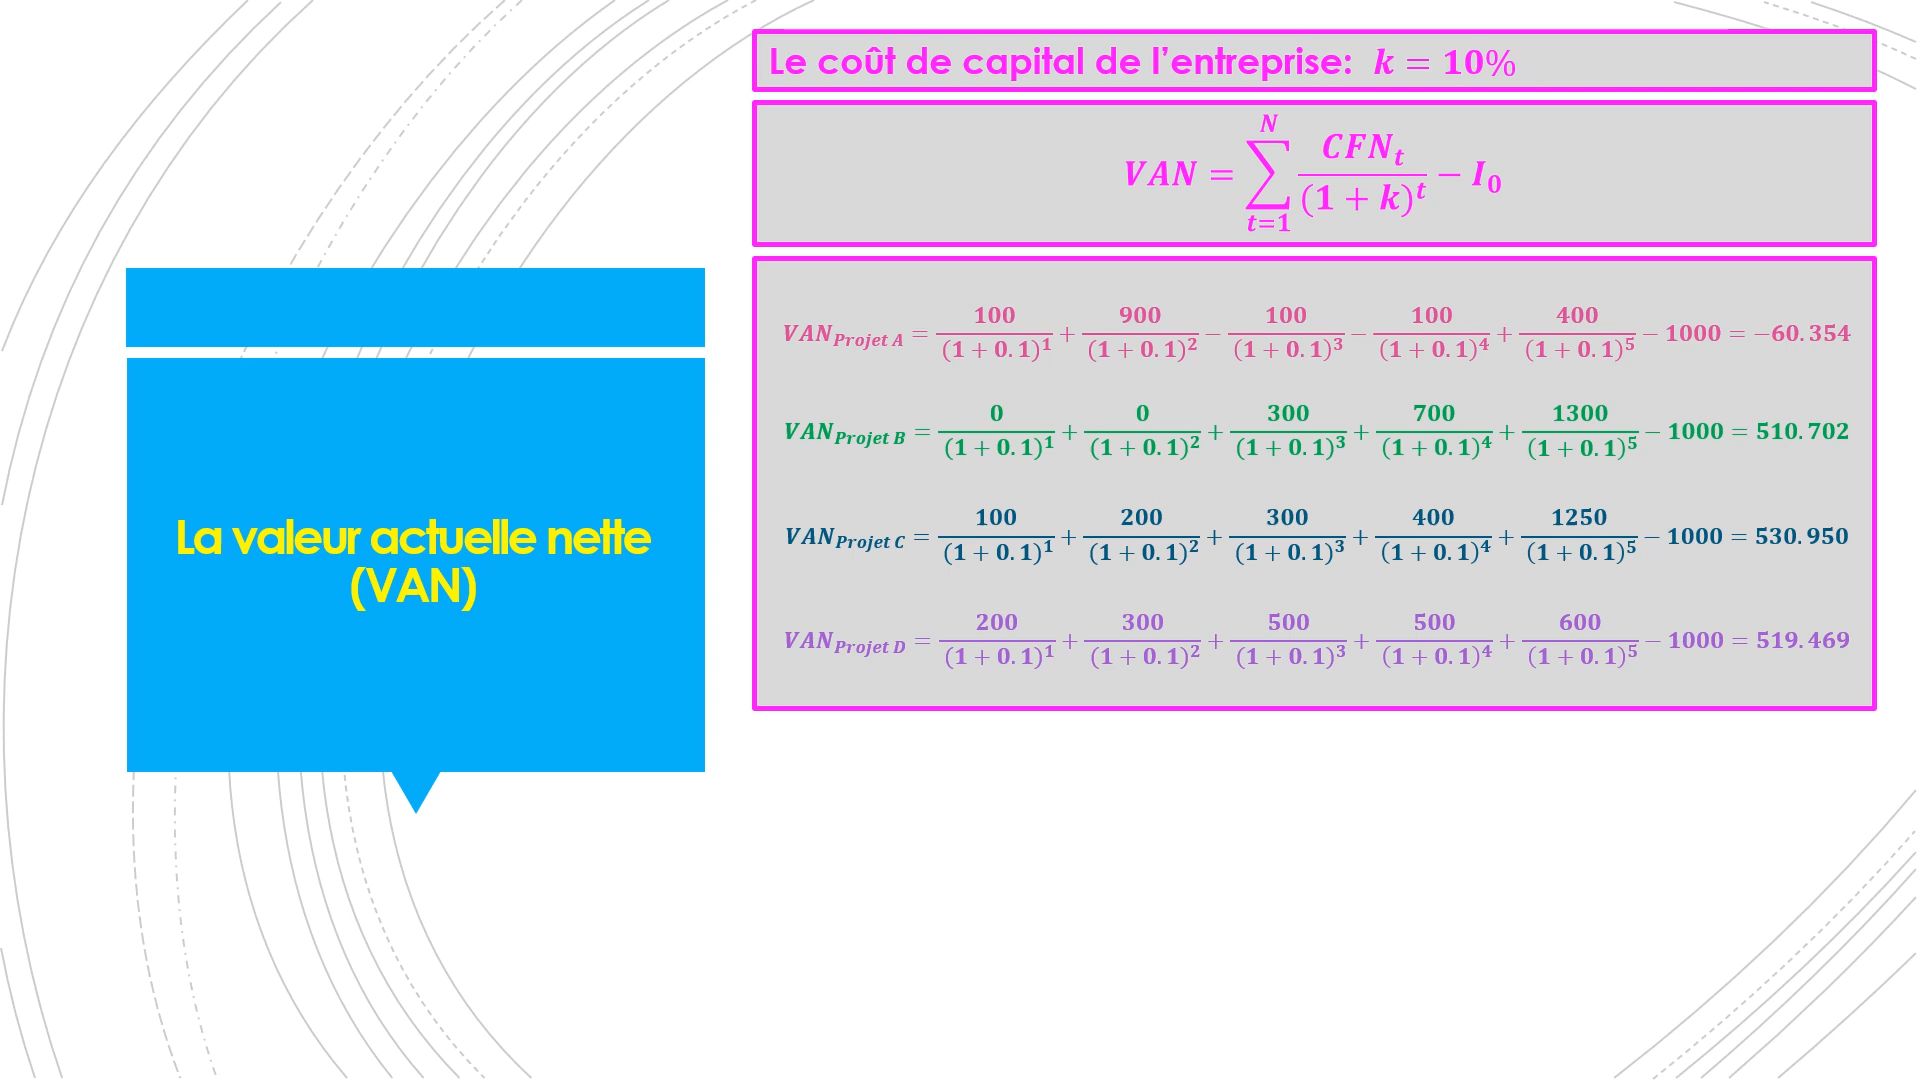 Le coût de capital de l’entreprise: k = 10%
VAN = ∑_{t=1}^{N} CFN_t / (1 + k)^t − I_0
VAN_{Projet A} = 100/(1 + 0.1)^1 + 900/(1 + 0.1)^2 − 100/(1 + 0.1)^3 − 100/(1 + 0.1)^4 + 400/(1 + 0.1)^5 − 1000 = −60.354
VAN_{Projet B} = 0/(1 + 0.1)^1 + 0/(1 + 0.1)^2 + 300/(1 + 0.1)^3 + 700/(1 + 0.1)^4 + 1300/(1 + 0.1)^5 − 1000 = 510.702
VAN_{Projet C} = 100/(1 + 0.1)^1 + 200/(1 + 0.1)^2 + 300/(1 + 0.1)^3 + 400/(1 + 0.1)^4 + 1250/(1 + 0.1)^5 − 1000 = 530.950
VAN_{Projet D} = 200/(1 + 0.1)^1 + 300/(1 + 0.1)^2 + 500/(1 + 0.1)^3 + 500/(1 + 0.1)^4 + 600/(1 + 0.1)^5 − 1000 = 519.469
La valeur actuelle nette
(VAN)